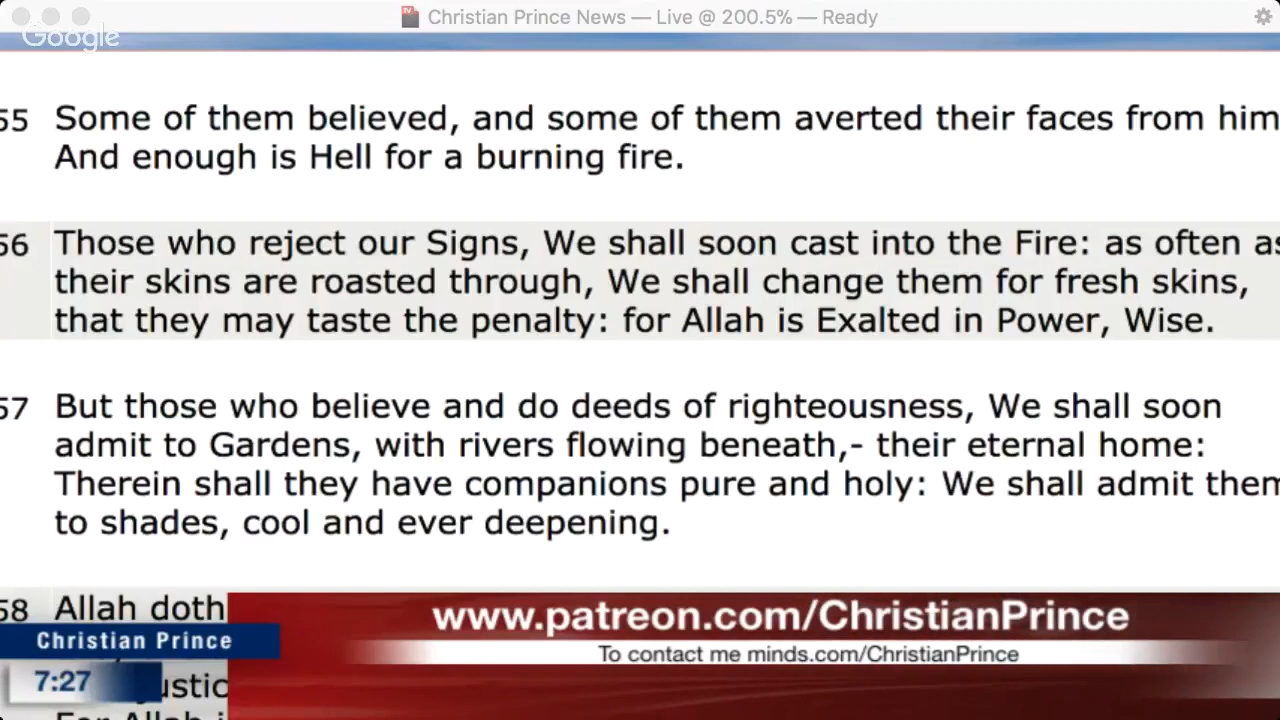 Christian Prince News — Live @ 200.5% — Ready
Google
55 Some of them believed, and some of them averted their faces from him
And enough is Hell for a burning fire.
56 Those who reject our Signs, We shall soon cast into the Fire: as often as
their skins are roasted through, We shall change them for fresh skins,
that they may taste the penalty: for Allah is Exalted in Power, Wise.
57 But those who believe and do deeds of righteousness, We shall soon
admit to Gardens, with rivers flowing beneath,- their eternal home:
Therein shall they have companions pure and holy: We shall admit them
to shades, cool and ever deepening.
58 Allah doth
www.patreon.com/ChristianPrince
Christian Prince
To contact me minds.com/ChristianPrince
7:27
For Allah